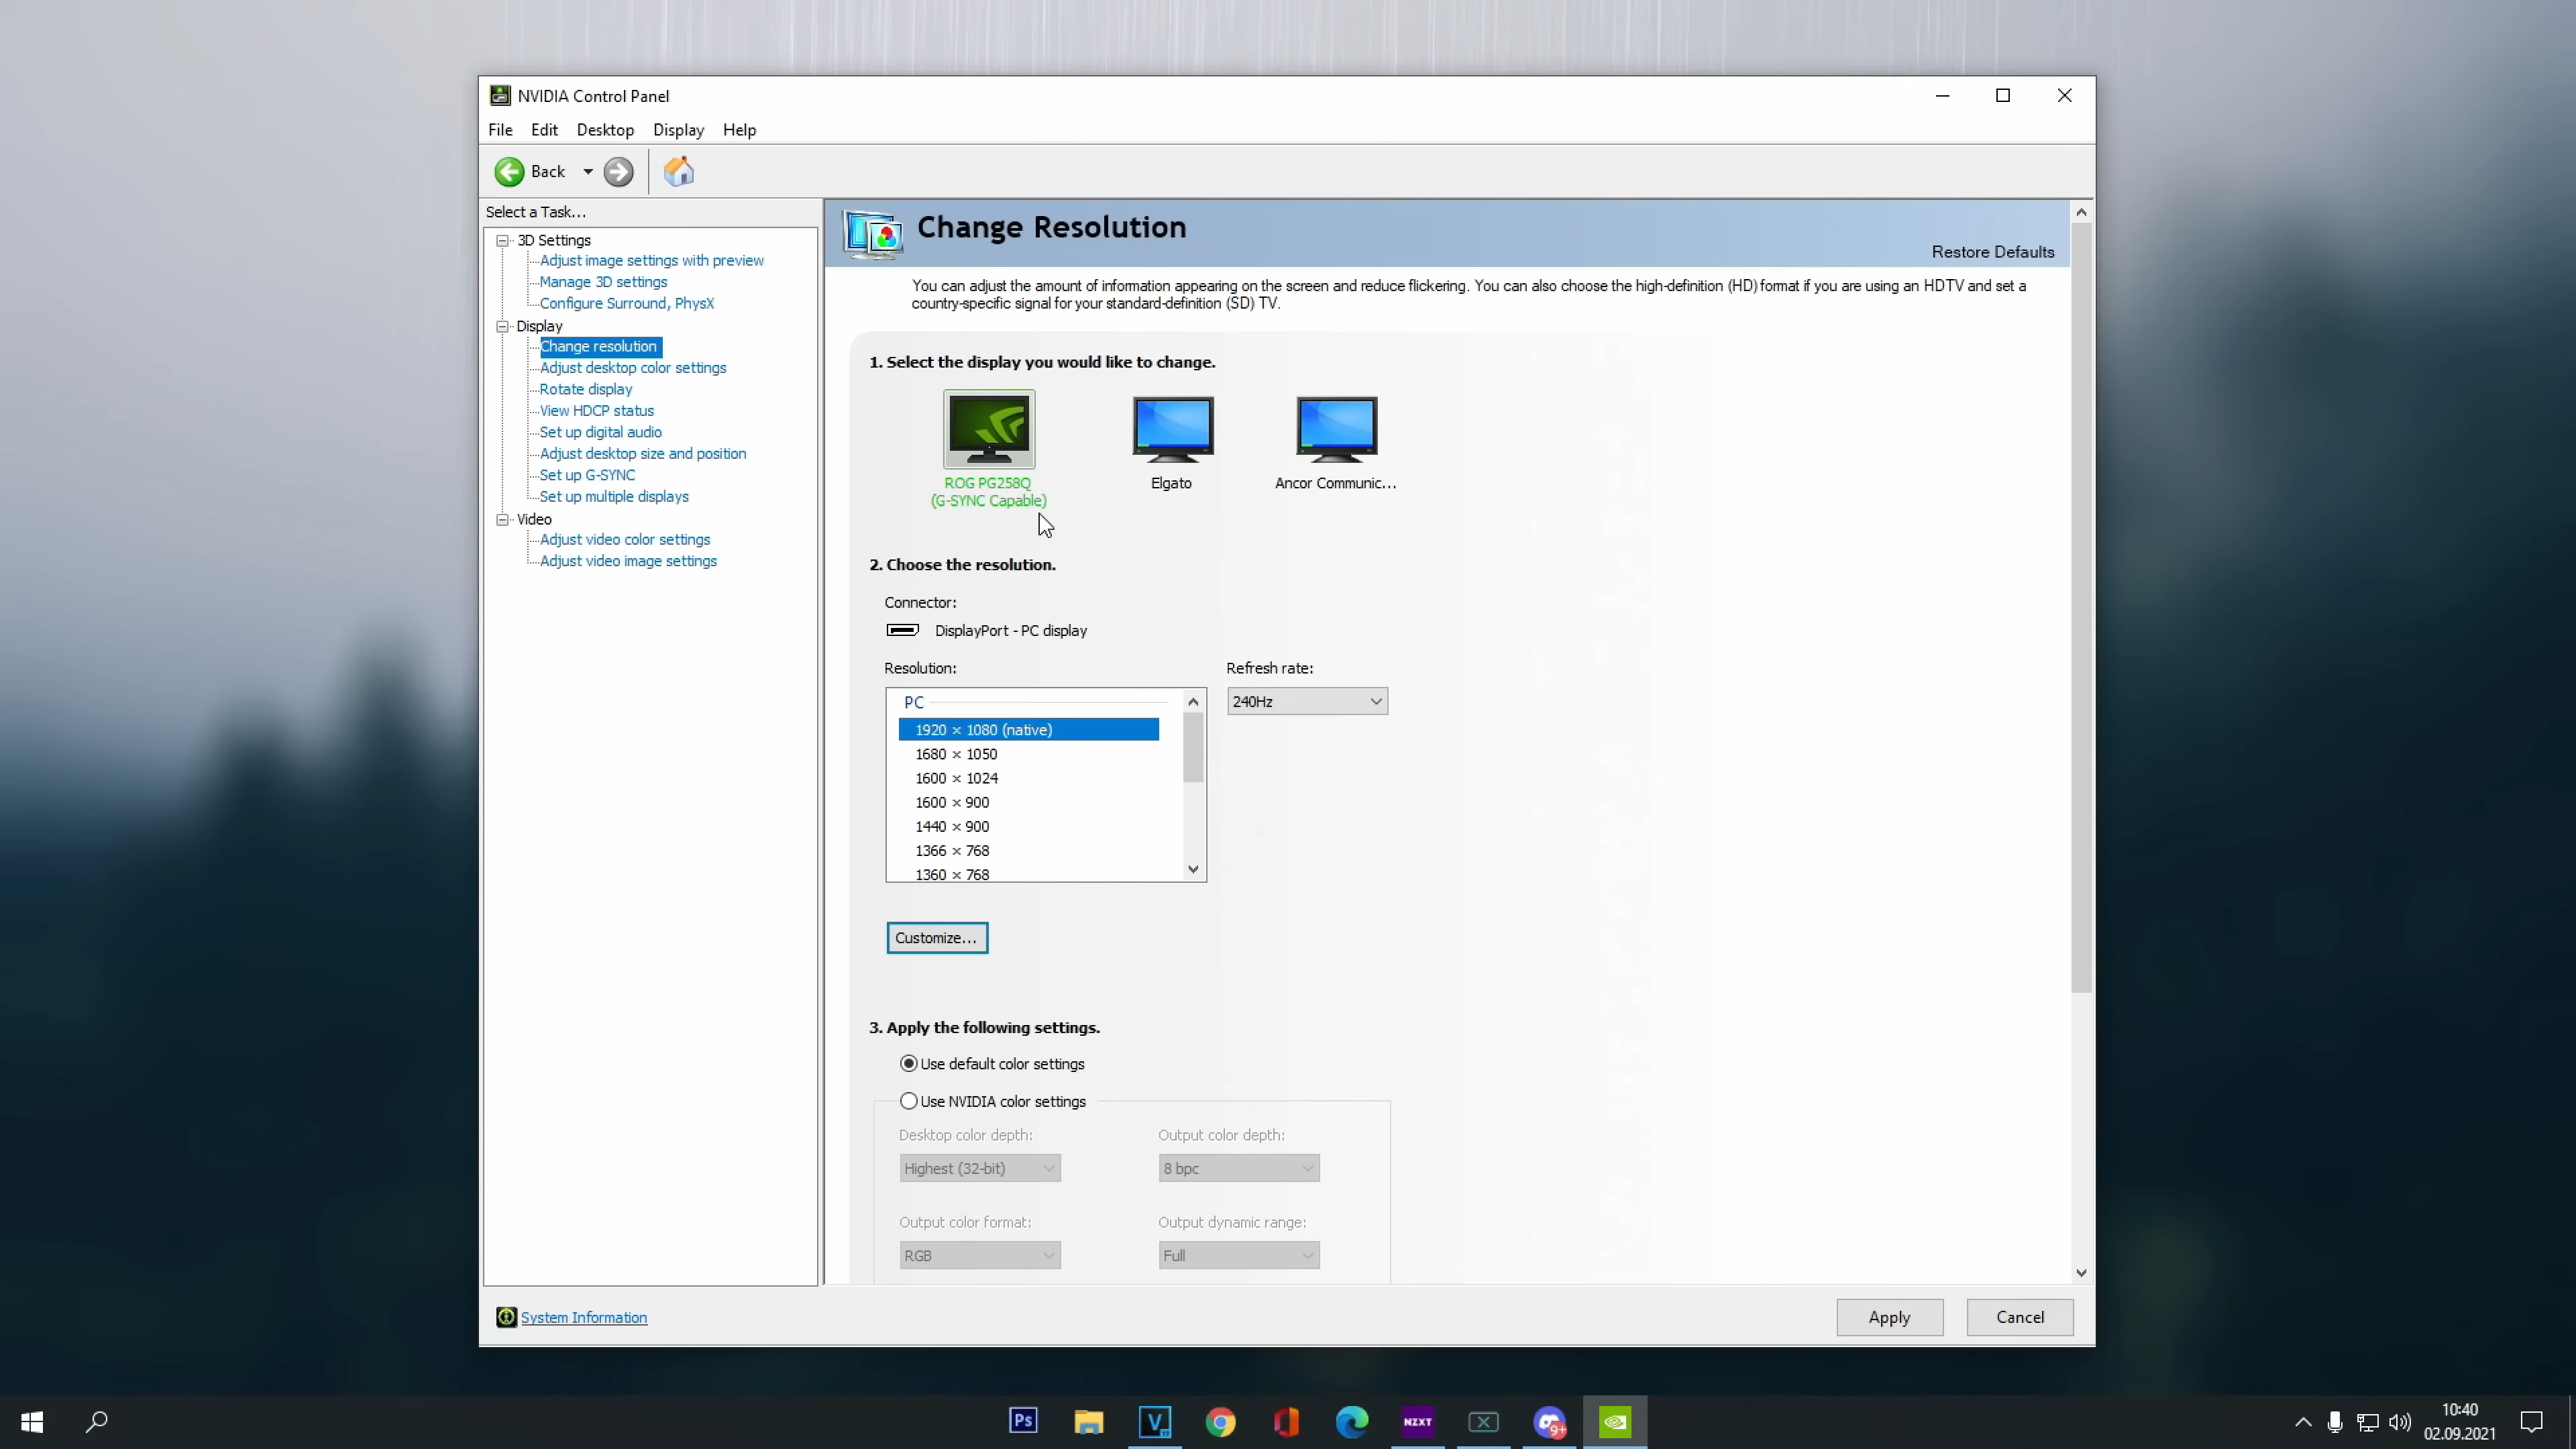 NVIDIA Control Panel
File Edit Desktop Display Help
Back
Select a Task...
3D Settings
Adjust image settings with preview
Manage 3D settings
Configure Surround, PhysX
Display
Change resolution
Adjust desktop color settings
Rotate display
View HDCP status
Set up digital audio
Adjust desktop size and position
Set up G-SYNC
Set up multiple displays
Video
Adjust video color settings
Adjust video image settings
System Information
Change Resolution
Restore Defaults
You can adjust the amount of information appearing on the screen and reduce flickering. You can also choose the high-definition (HD) format if you are using an HDTV and set a
country-specific signal for your standard-definition (SD) TV.
1. Select the display you would like to change.
ROG PG258Q
(G-SYNC Capable)
Elgato
Ancor Communic...
2. Choose the resolution.
Connector:
DisplayPort - PC display
Resolution:
Refresh rate:
PC
240Hz
1920 × 1080 (native)
1680 × 1050
1600 × 1024
1600 × 900
1440 × 900
1366 × 768
1360 × 768
Customize...
3. Apply the following settings.
Use default color settings
Use NVIDIA color settings
Desktop color depth:
Output color depth:
Highest (32-bit)
8 bpc
Output color format:
Output dynamic range:
RGB
Full
Apply
Cancel
Ps
V
NZXT
9+
10:40
02.09.2021